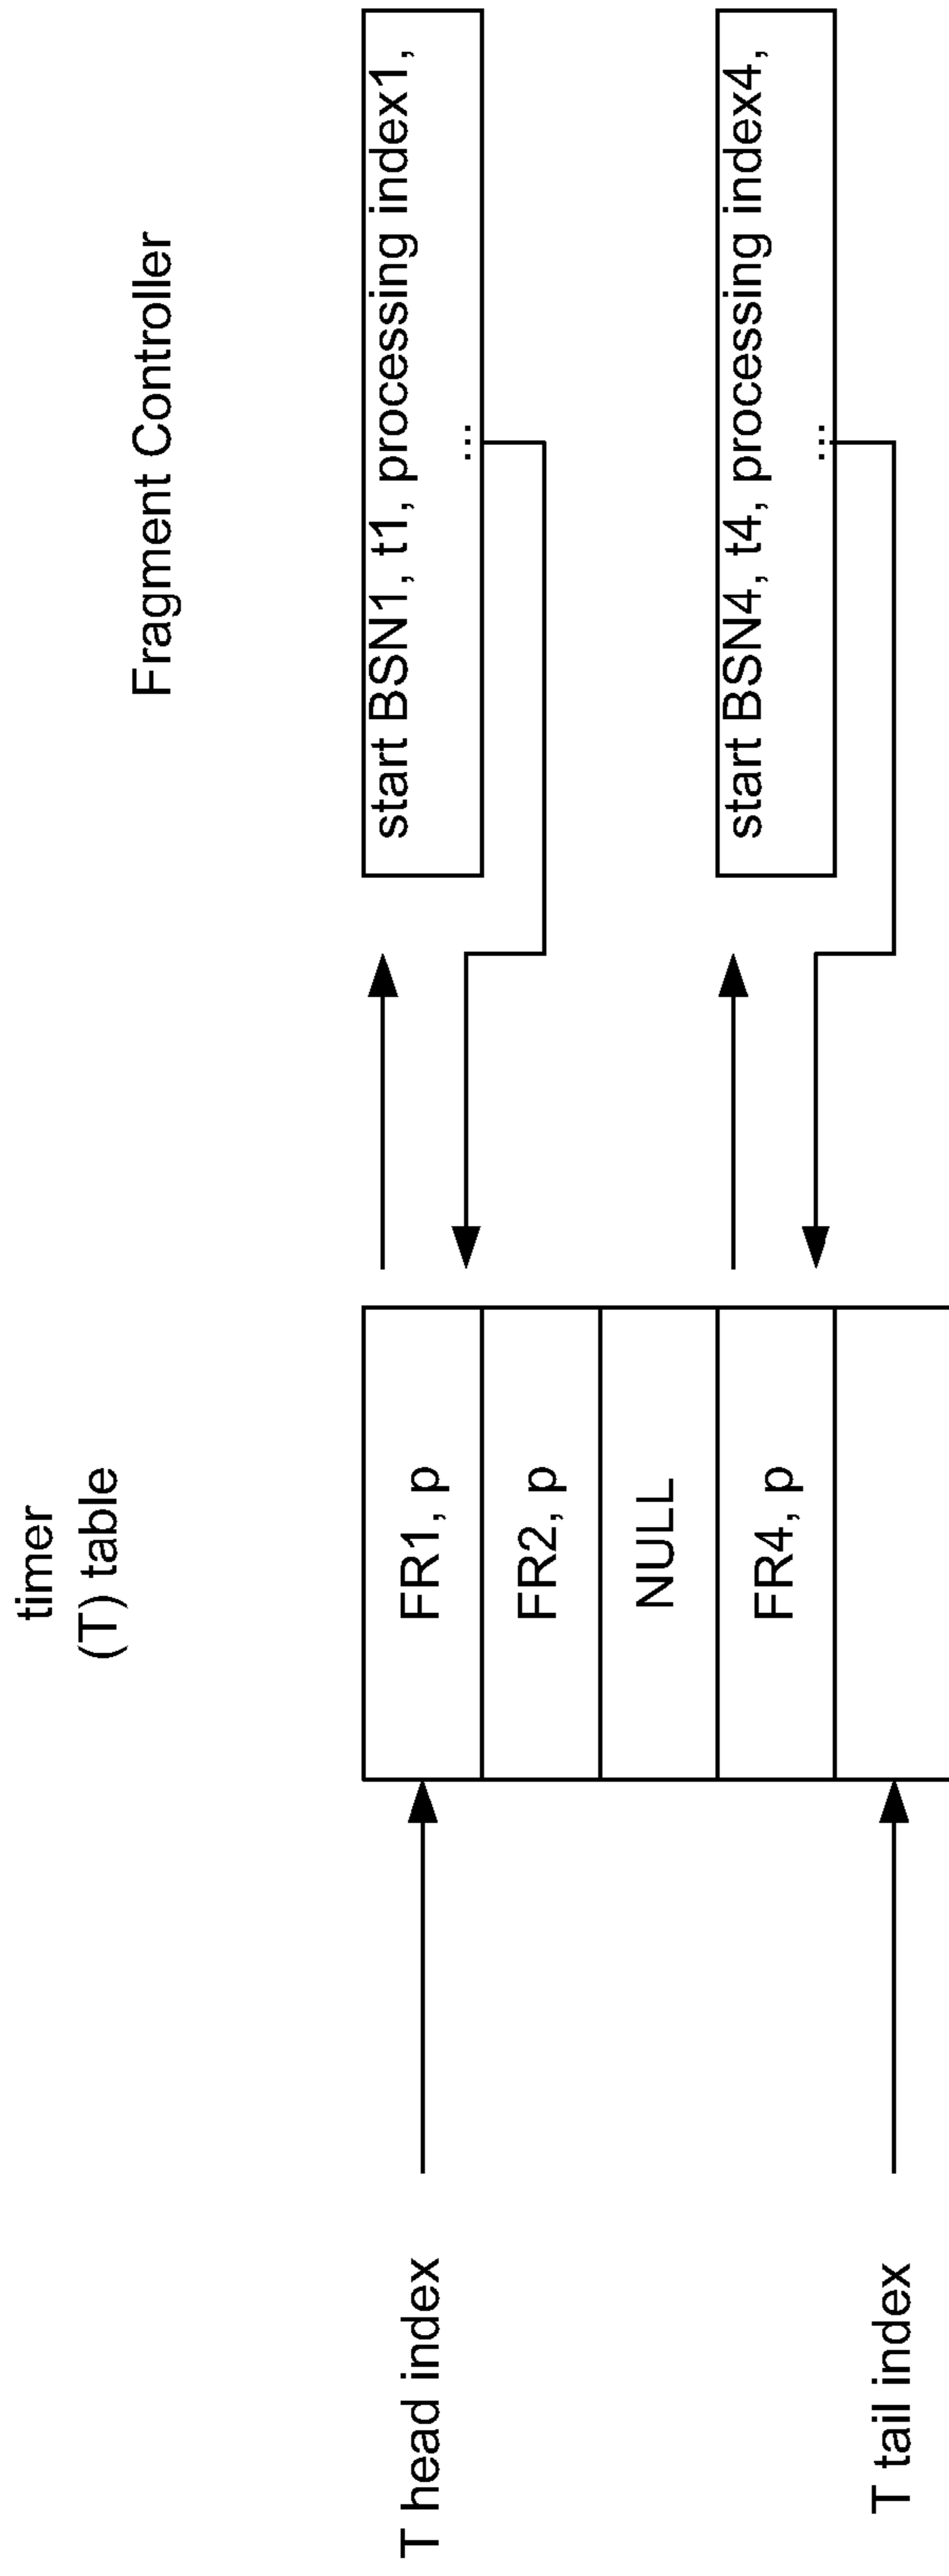 timer
(T) table
Fragment Controller
T head index
FR1, p
start BSN1, t1, processing index1,
...
FR2, p
NULL
FR4, p
start BSN4, t4, processing index4,
...
T tail index